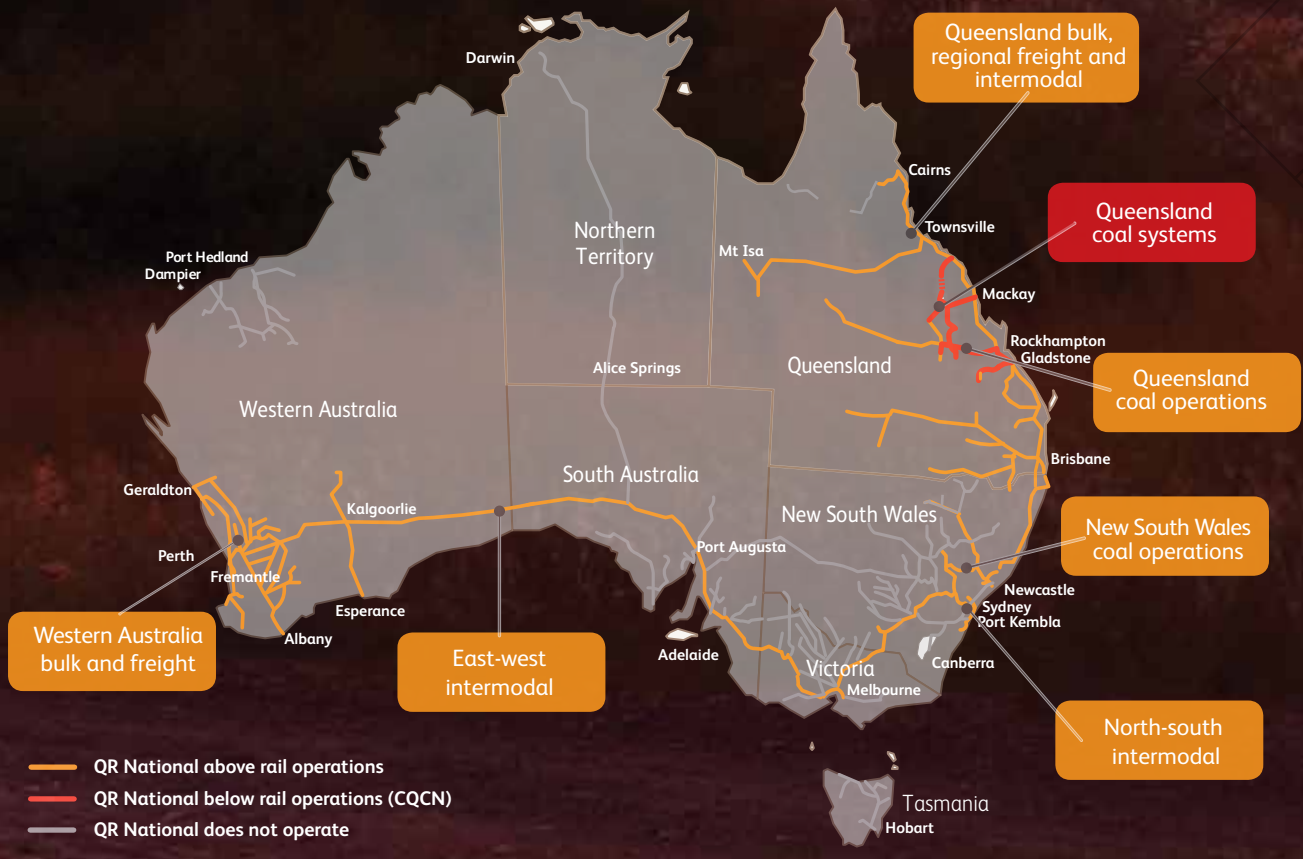 Darwin
Queensland bulk,
regional freight and
intermodal
Cairns
Queensland
coal systems
Townsville
Northern
Territory
Mt Isa
Port Hedland
Dampier
Mackay
Rockhampton
Gladstone
Alice Springs
Queensland
Queensland
coal operations
Western Australia
Brisbane
South Australia
Geraldton
Kalgoorlie
New South Wales
New South Wales
coal operations
Port Augusta
Perth
Fremantle
Newcastle
Sydney
Port Kembla
Esperance
Albany
Western Australia
bulk and freight
East-west
intermodal
Adelaide
Victoria
Canberra
Melbourne
North-south
intermodal
QR National above rail operations
QR National below rail operations (CQCN)
QR National does not operate
Tasmania
Hobart